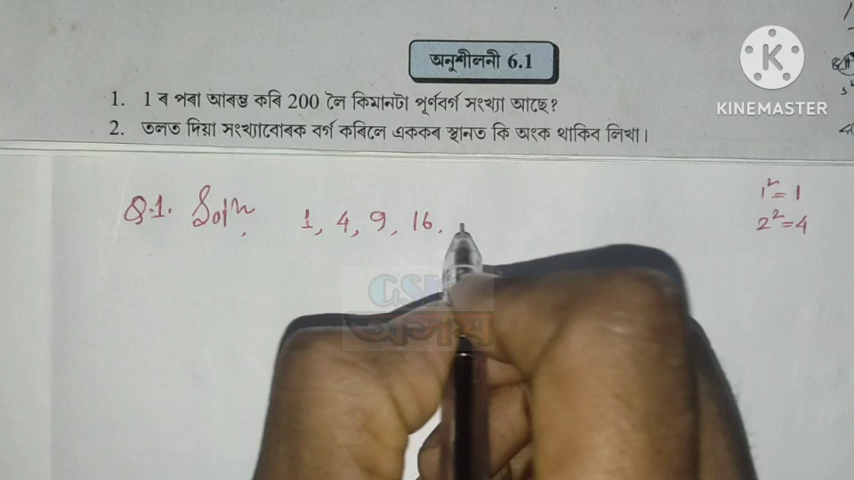 অনুশীলনী 6.1
KINEMASTER
1. 1 ৰ পৰা আৰম্ভ কৰি 200 লৈ কিমানটা পূৰ্ণবৰ্গ সংখ্যা আছে?
2. তলত দিয়া সংখ্যাবোৰক বৰ্গ কৰিলে এককৰ স্থানত কি অংক থাকিব লিখা।
1² = 1
Q.1. Solⁿ. 1, 4, 9, 16,
2² = 4
অসম